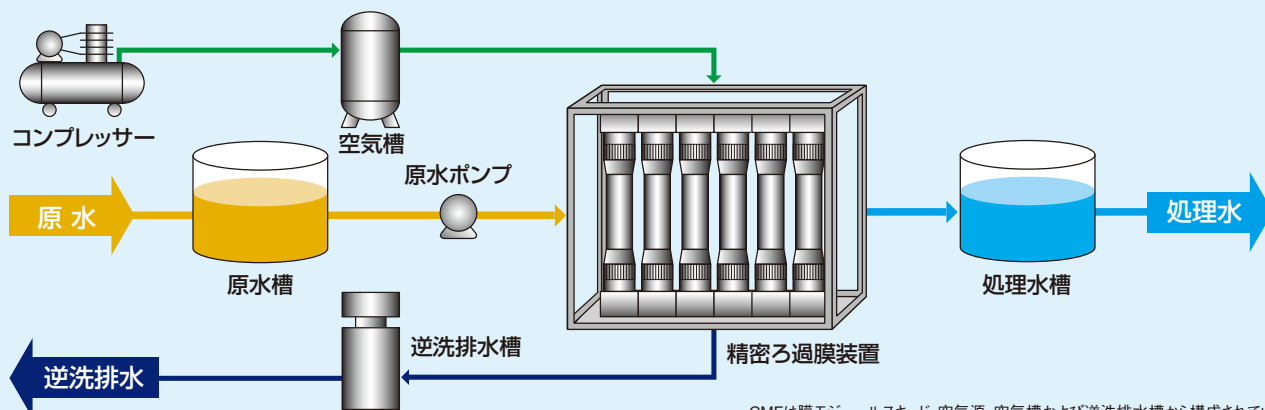 コンプレッサー
空気槽
原水ポンプ
原水
原水槽
処理水
処理水槽
逆洗排水槽
精密ろ過膜装置
逆洗排水